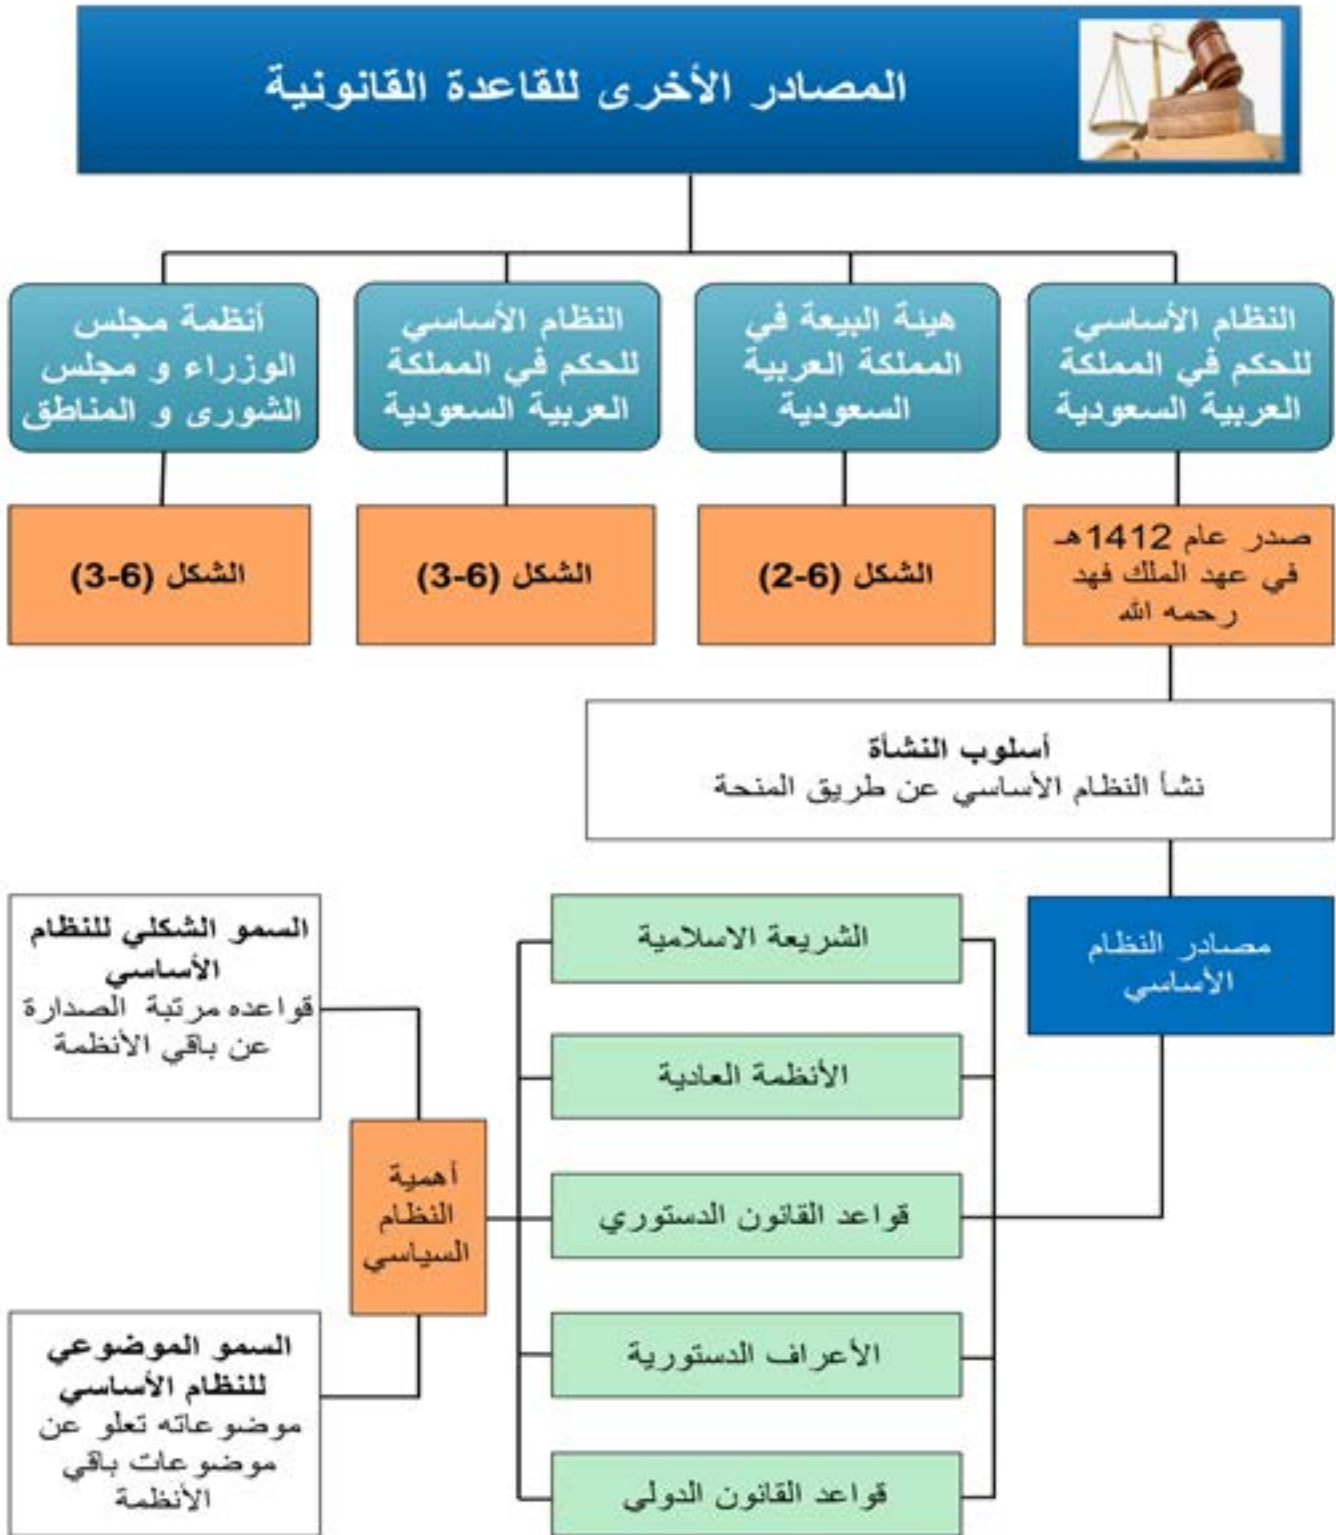 المصادر الأخرى للقاعدة القانونية
النظام الأساسي
للحكم في المملكة
العربية السعودية
هيئة البيعة في
المملكة العربية
السعودية
النظام الأساسي
للحكم في المملكة
العربية السعودية
أنظمة مجلس
الوزراء و مجلس
الشورى و المناطق
صدر عام 1412هـ
في عهد الملك فهد
رحمه الله
الشكل (6-2)
الشكل (6-3)
الشكل (6-3)
أسلوب النشأة
نشأ النظام الأساسي عن طريق المنحة
مصادر النظام
الأساسي
الشريعة الاسلامية
الأنظمة العادية
قواعد القانون الدستوري
الأعراف الدستورية
قواعد القانون الدولي
أهمية
النظام
السياسي
السمو الشكلي للنظام
الأساسي
قواعده مرتبة الصدارة
عن باقي الأنظمة
السمو الموضوعي
للنظام الأساسي
موضوعاته تعلو عن
موضوعات باقي
الأنظمة